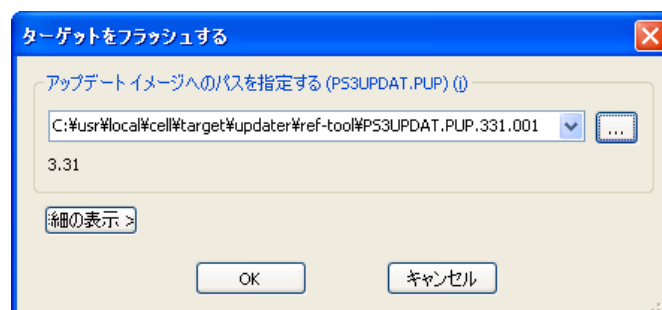 ターゲットをフラッシュする
アップデートイメージへのパスを指定する (PS3UPDAT.PUP) (i)
C:¥usr¥local¥cell¥target¥updater¥ref-tool¥PS3UPDAT.PUP.331.001
...
3.31
細の表示 >
OK
キャンセル